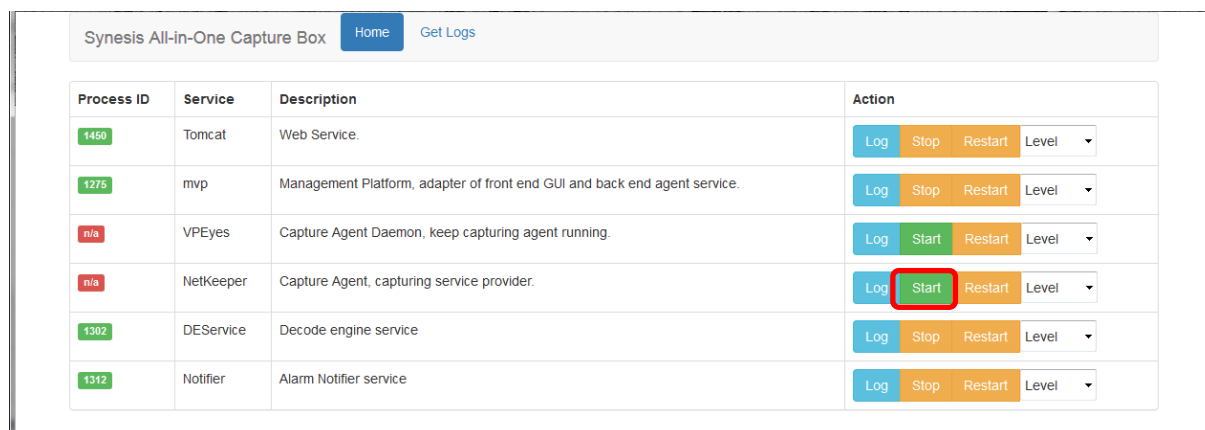 Synesis All-in-One Capture Box Home Get Logs
Process ID Service Description Action
1450 Tomcat Web Service. Log Stop Restart Level
1275 mvp Management Platform, adapter of front end GUI and back end agent service. Log Stop Restart Level
n/a VPEyes Capture Agent Daemon, keep capturing agent running. Log Start Restart Level
n/a NetKeeper Capture Agent, capturing service provider. Log Start Restart Level
1302 DEService Decode engine service Log Stop Restart Level
1312 Notifier Alarm Notifier service Log Stop Restart Level